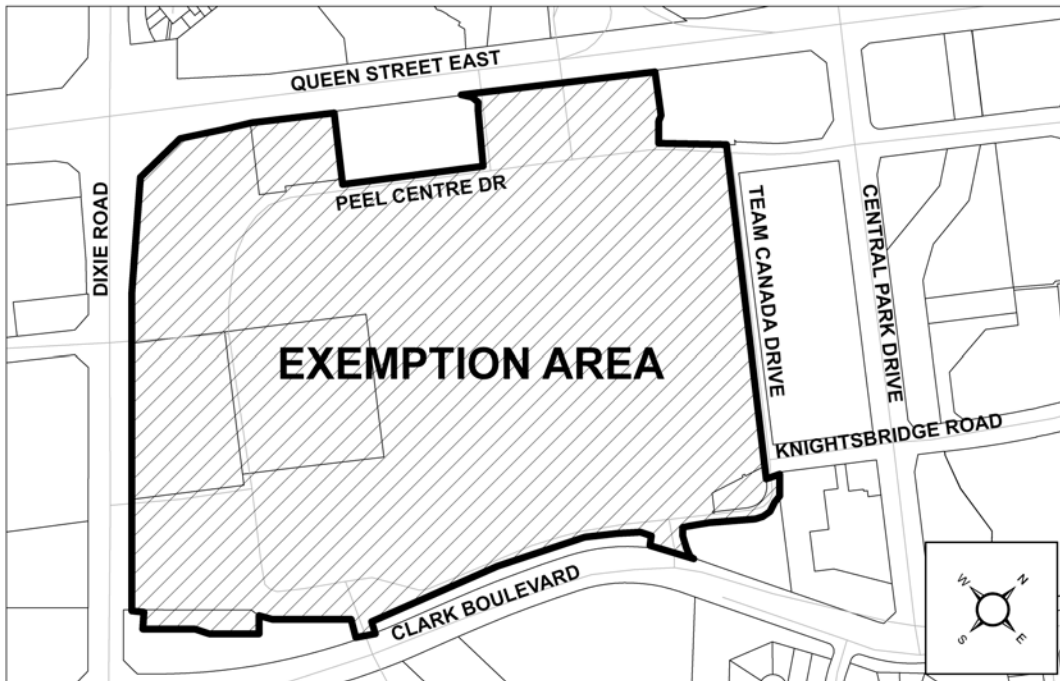 QUEEN STREET EAST
PEEL CENTRE DR
DIXIE ROAD
TEAM CANADA DRIVE
CENTRAL PARK DRIVE
EXEMPTION AREA
KNIGHTSBRIDGE ROAD
CLARK BOULEVARD
W N
S E